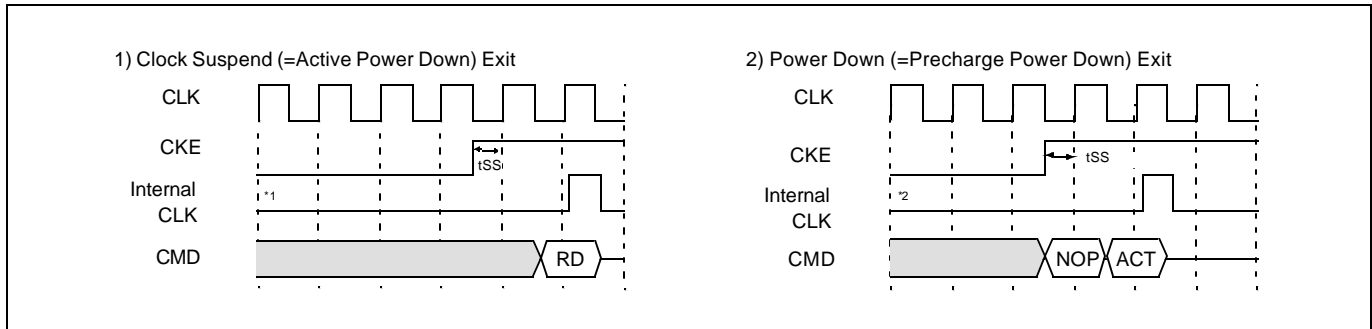 1) Clock Suspend (=Active Power Down) Exit
CLK
CKE
tSS
Internal
*1
CLK
CMD
RD
2) Power Down (=Precharge Power Down) Exit
CLK
CKE
tSS
Internal
*2
CLK
CMD
NOP
ACT